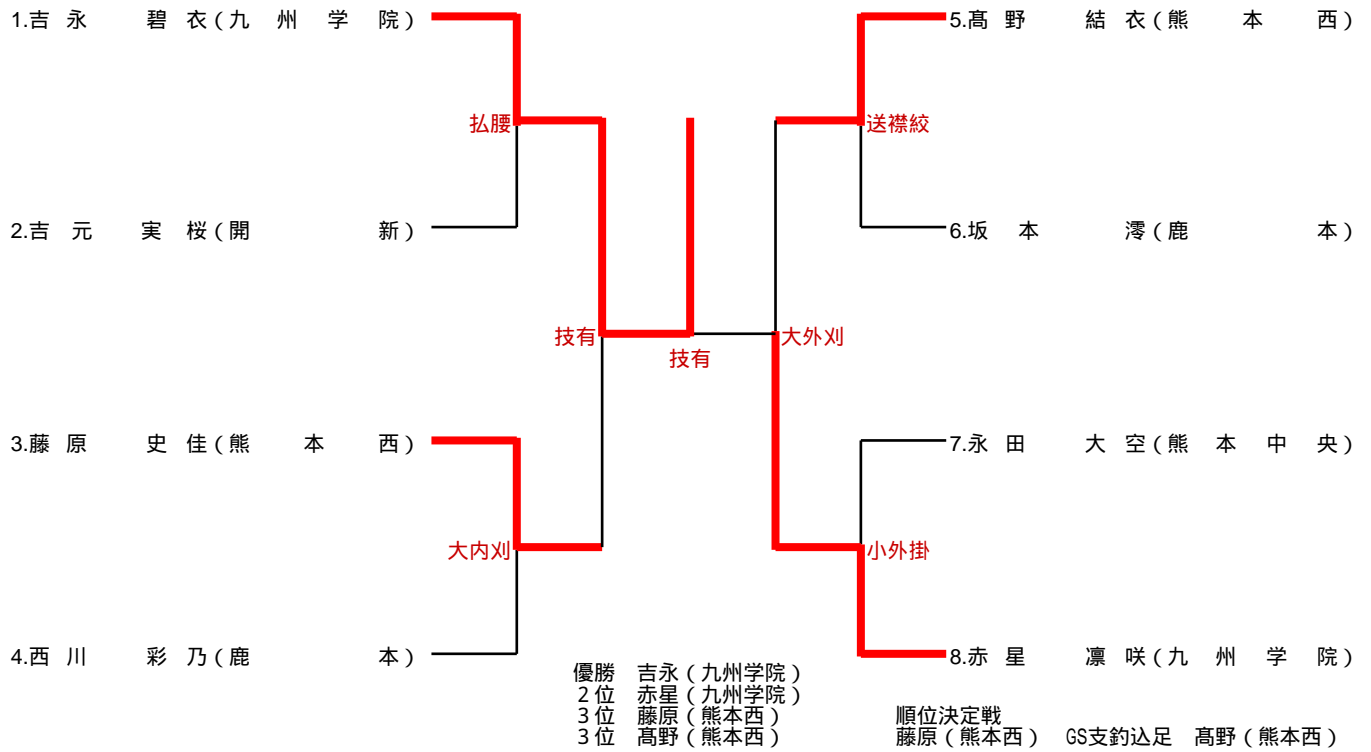 1.吉永 碧衣(九州学院)
5.髙野 結衣(熊本西)
払腰
送襟絞
2.吉元 実桜(開新)
6.坂本 澪(鹿本)
技有
大外刈
技有
3.藤原 史佳(熊本西)
7.永田 大空(熊本中央)
大内刈
小外掛
4.西川 彩乃(鹿本)
8.赤星 凛咲(九州学院)
優勝 吉永(九州学院)
2位 赤星(九州学院)
3位 藤原(熊本西) 順位決定戦
3位 髙野(熊本西) 藤原(熊本西) GS支釣込足 髙野(熊本西)